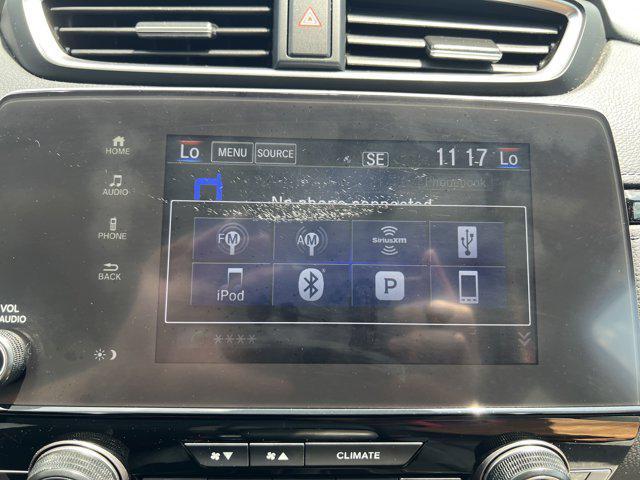 Lo MENU SOURCE SE 11 17 Lo
HOME
Phonebook
No phone connected
AUDIO
FM AM SiriusXM
PHONE
BACK
iPod P
VOL
AUDIO
****
CLIMATE